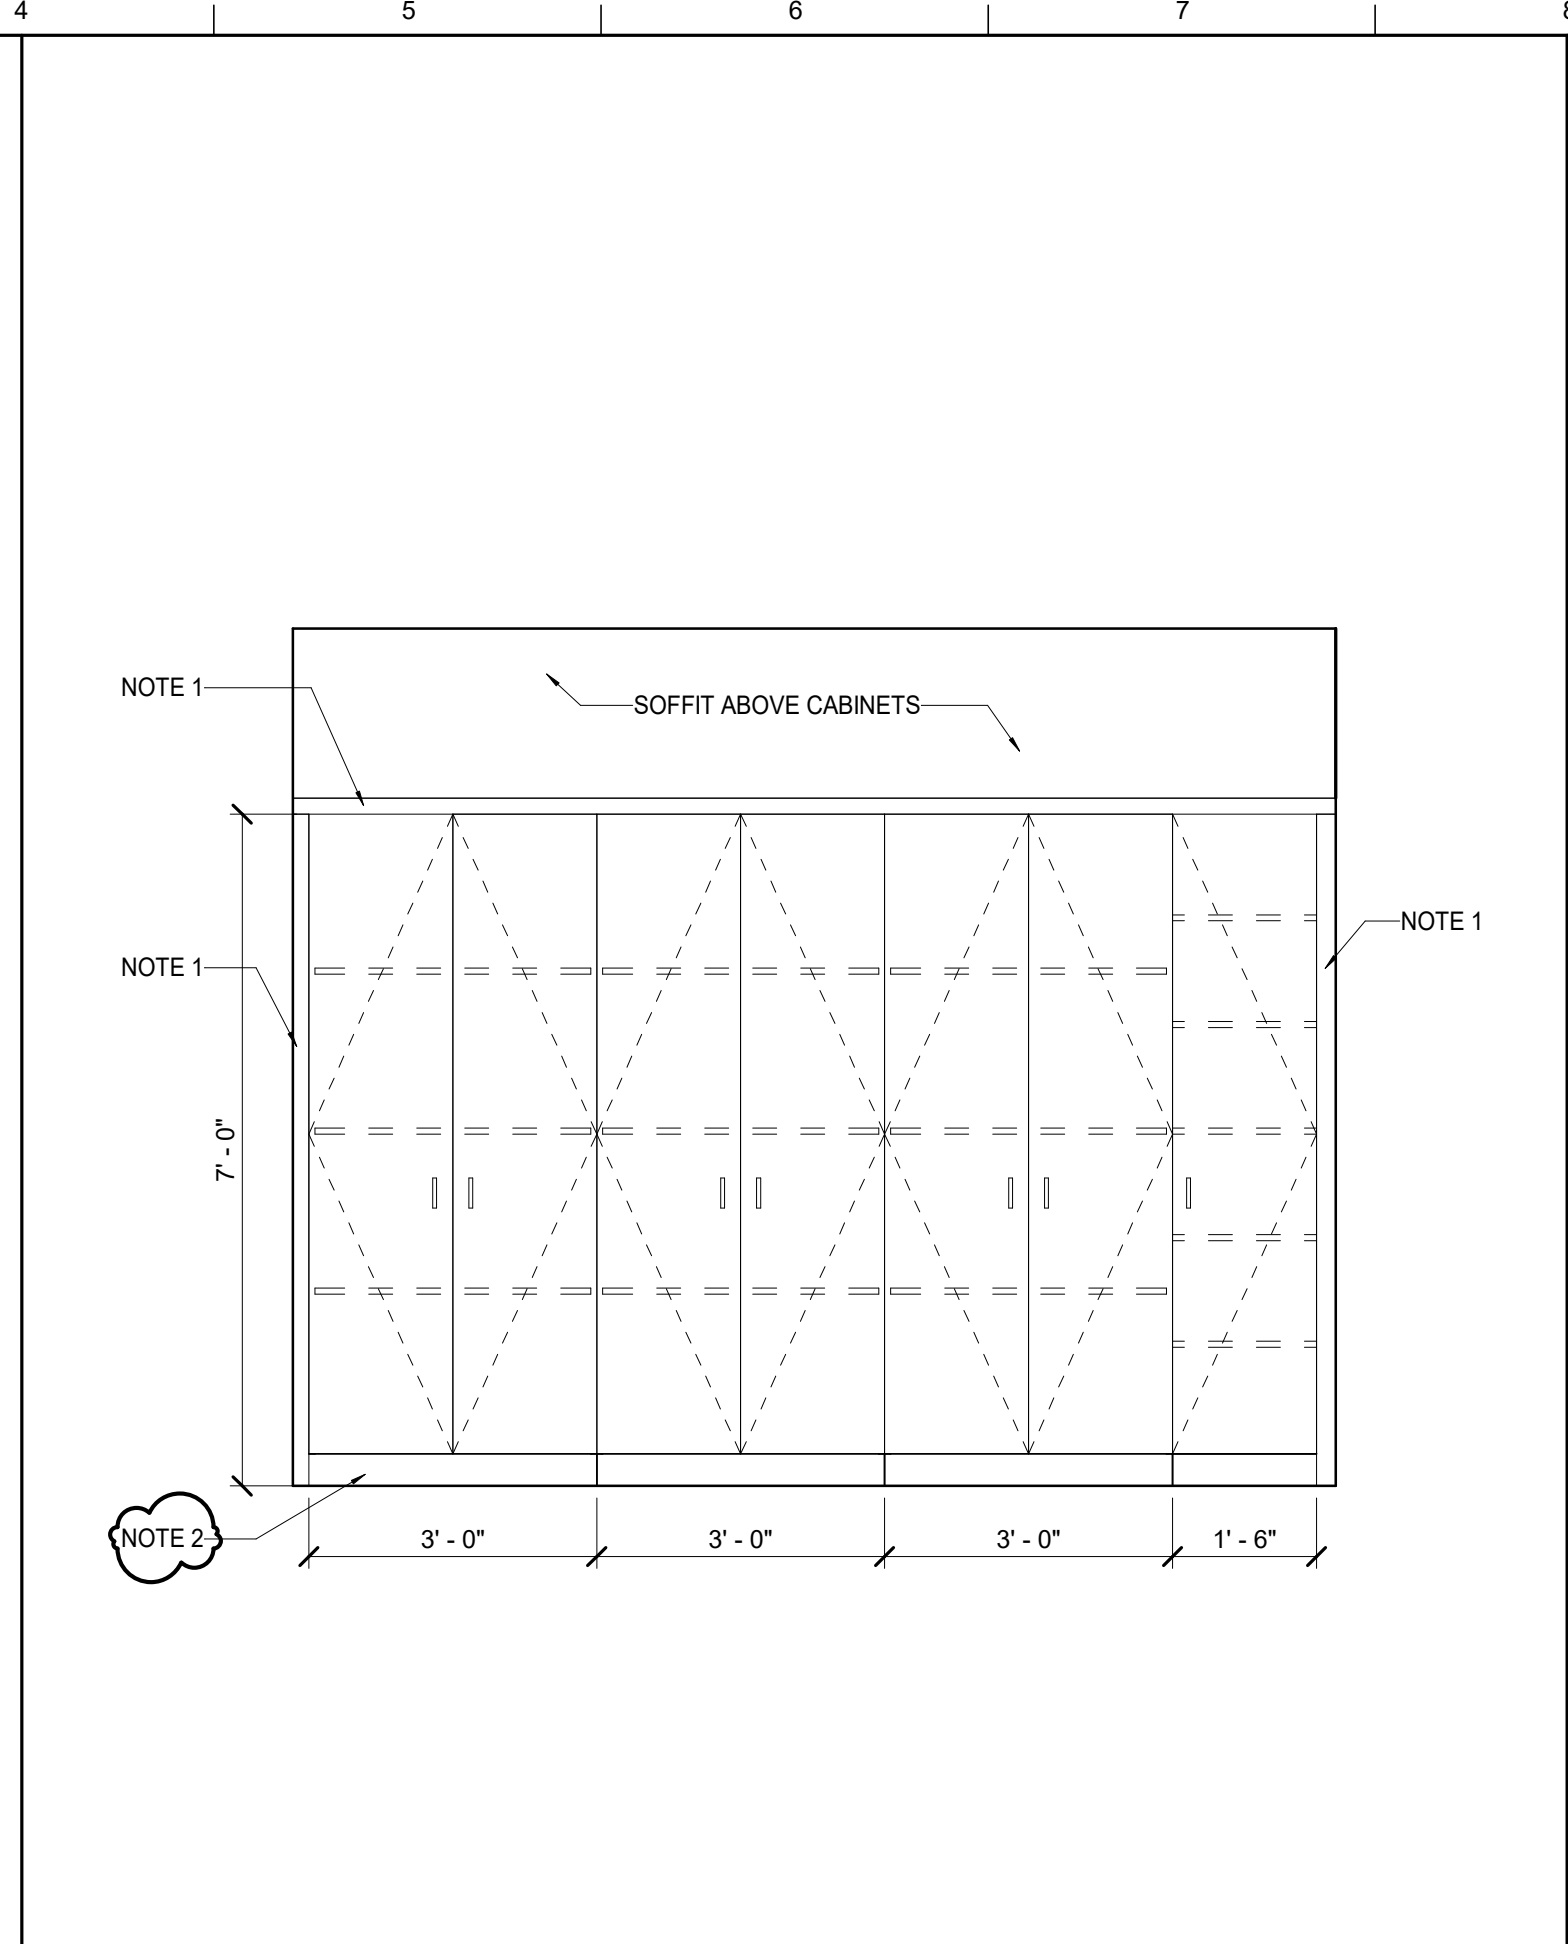 4 5 6 7 8
NOTE 1
SOFFIT ABOVE CABINETS
NOTE 1
NOTE 1
7' - 0"
NOTE 2
3' - 0" 3' - 0" 3' - 0" 1' - 6"